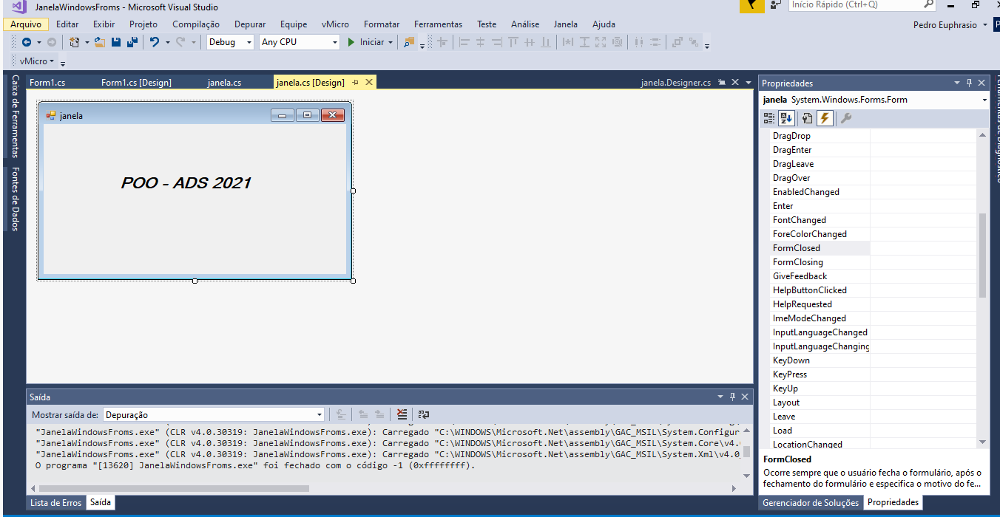 JanelaWindowsFroms - Microsoft Visual Studio
Início Rápido (Ctrl+Q)
Arquivo Editar Exibir Projeto Compilação Depurar Equipe vMicro Formatar Ferramentas Teste Análise Janela Ajuda
Pedro Euphrasio
Debug Any CPU Iniciar
vMicro
Caixa de Ferramentas
Fontes de Dados
Form1.cs Form1.cs [Design] janela.cs janela.cs [Design] janela.Designer.cs
janela
POO - ADS 2021
Saída
Mostrar saída de: Depuração
"JanelaWindowsFroms.exe" (CLR v4.0.30319: JanelaWindowsFroms.exe): Carregado "C:\WINDOWS\Microsoft.Net\assembly\GAC_MSIL\System.Configur
"JanelaWindowsFroms.exe" (CLR v4.0.30319: JanelaWindowsFroms.exe): Carregado "C:\WINDOWS\Microsoft.Net\assembly\GAC_MSIL\System.Core\v4.
"JanelaWindowsFroms.exe" (CLR v4.0.30319: JanelaWindowsFroms.exe): Carregado "C:\WINDOWS\Microsoft.Net\assembly\GAC_MSIL\System.Xml\v4.0
O programa "[13620] JanelaWindowsFroms.exe" foi fechado com o código -1 (0xffffffff).
Lista de Erros Saída
Propriedades
janela System.Windows.Forms.Form
DragDrop
DragEnter
DragLeave
DragOver
EnabledChanged
Enter
FontChanged
ForeColorChanged
FormClosed
FormClosing
GiveFeedback
HelpButtonClicked
HelpRequested
ImeModeChanged
InputLanguageChanged
InputLanguageChanging
KeyDown
KeyPress
KeyUp
Layout
Leave
Load
LocationChanged
FormClosed
Ocorre sempre que o usuário fecha o formulário, após o
fechamento do formulário e especifica o motivo do fe...
Gerenciador de Soluções Propriedades